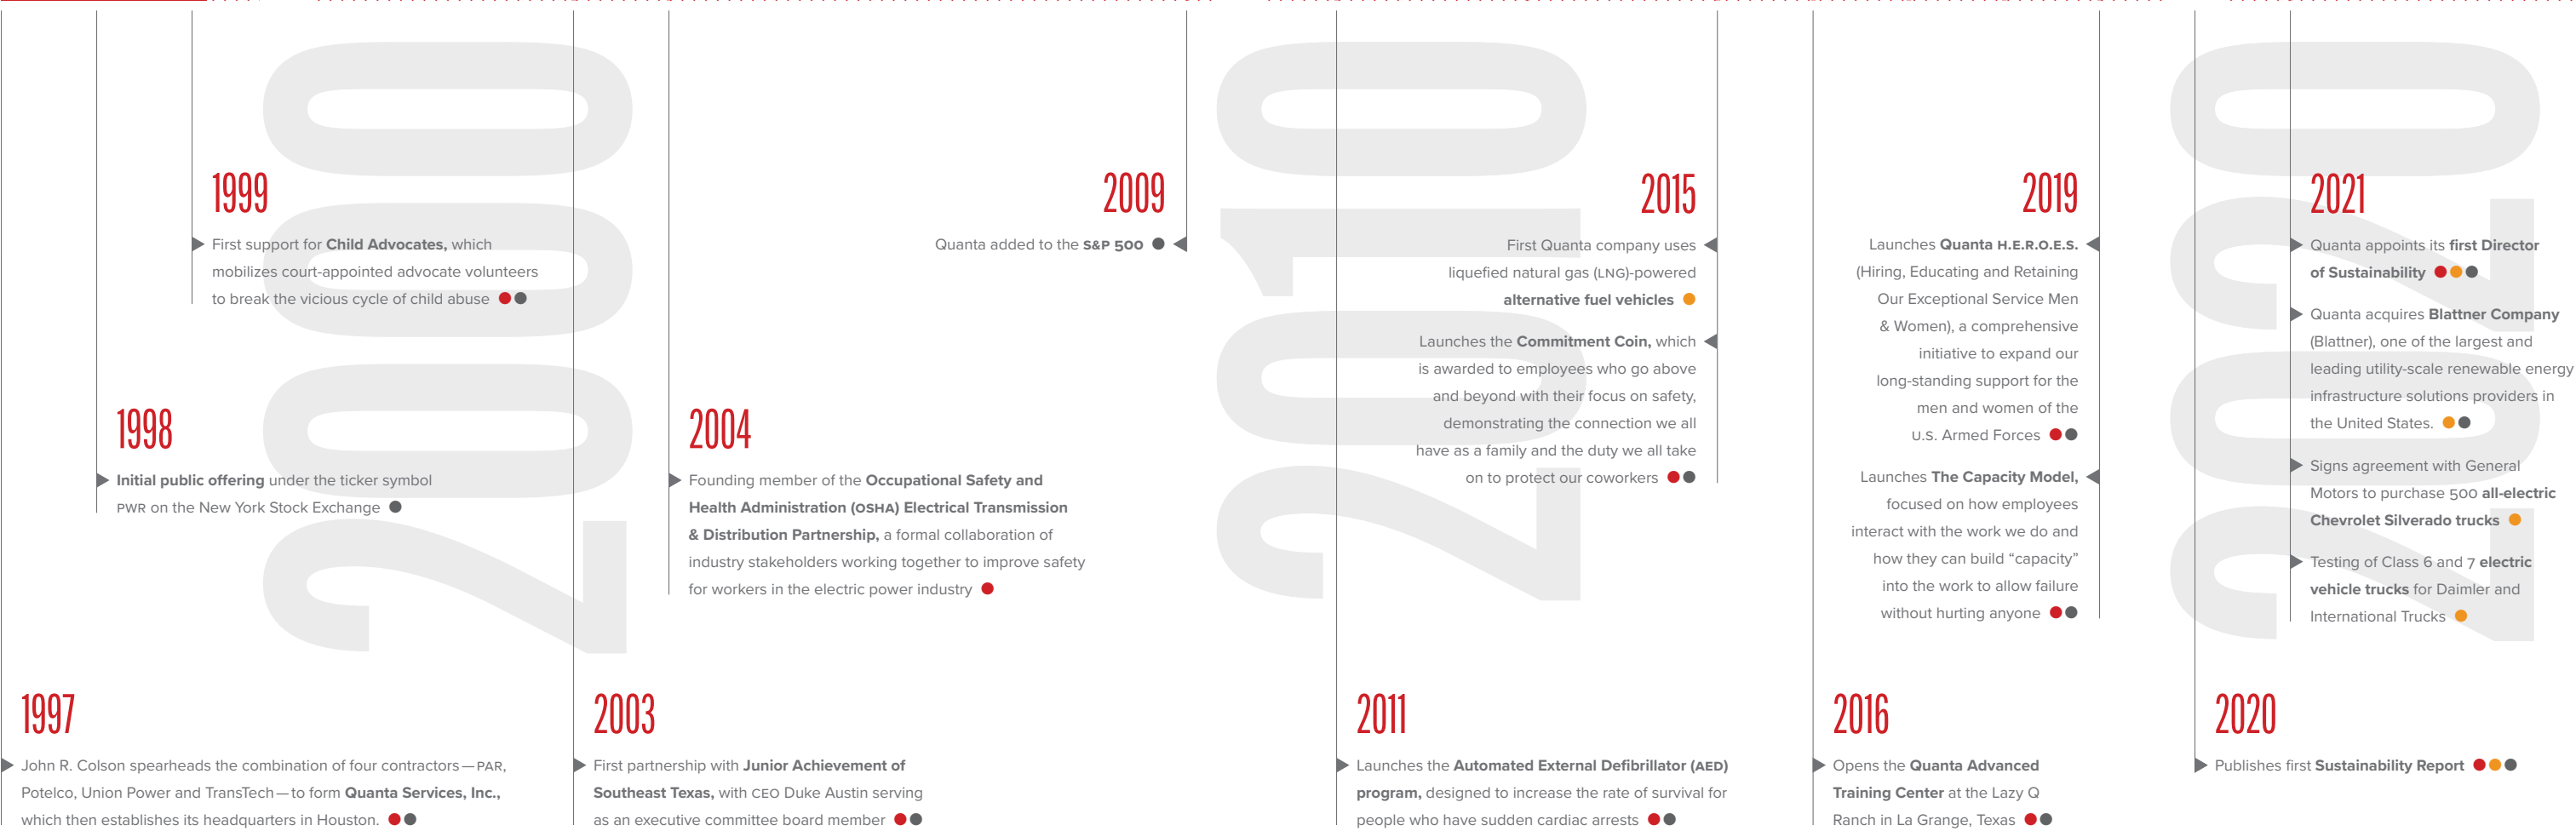 2000
2010
2020
1999
First support for Child Advocates, which
mobilizes court-appointed advocate volunteers
to break the vicious cycle of child abuse
1998
Initial public offering under the ticker symbol
PWR on the New York Stock Exchange
1997
John R. Colson spearheads the combination of four contractors—PAR,
Potelco, Union Power and TransTech—to form Quanta Services, Inc.,
which then establishes its headquarters in Houston.
2003
First partnership with Junior Achievement of
Southeast Texas, with CEO Duke Austin serving
as an executive committee board member
2004
Founding member of the Occupational Safety and
Health Administration (OSHA) Electrical Transmission
& Distribution Partnership, a formal collaboration of
industry stakeholders working together to improve safety
for workers in the electric power industry
2009
Quanta added to the S&P 500
2011
Launches the Automated External Defibrillator (AED)
program, designed to increase the rate of survival for
people who have sudden cardiac arrests
2015
First Quanta company uses
liquefied natural gas (LNG)-powered
alternative fuel vehicles
Launches the Commitment Coin, which
is awarded to employees who go above
and beyond with their focus on safety,
demonstrating the connection we all
have as a family and the duty we all take
on to protect our coworkers
2016
Opens the Quanta Advanced
Training Center at the Lazy Q
Ranch in La Grange, Texas
2019
Launches Quanta H.E.R.O.E.S.
(Hiring, Educating and Retaining
Our Exceptional Service Men
& Women), a comprehensive
initiative to expand our
long-standing support for the
men and women of the
U.S. Armed Forces
Launches The Capacity Model,
focused on how employees
interact with the work we do and
how they can build “capacity”
into the work to allow failure
without hurting anyone
2020
Publishes first Sustainability Report
2021
Quanta appoints its first Director
of Sustainability
Quanta acquires Blattner Company
(Blattner), one of the largest and
leading utility-scale renewable energy
infrastructure solutions providers in
the United States.
Signs agreement with General
Motors to purchase 500 all-electric
Chevrolet Silverado trucks
Testing of Class 6 and 7 electric
vehicle trucks for Daimler and
International Trucks